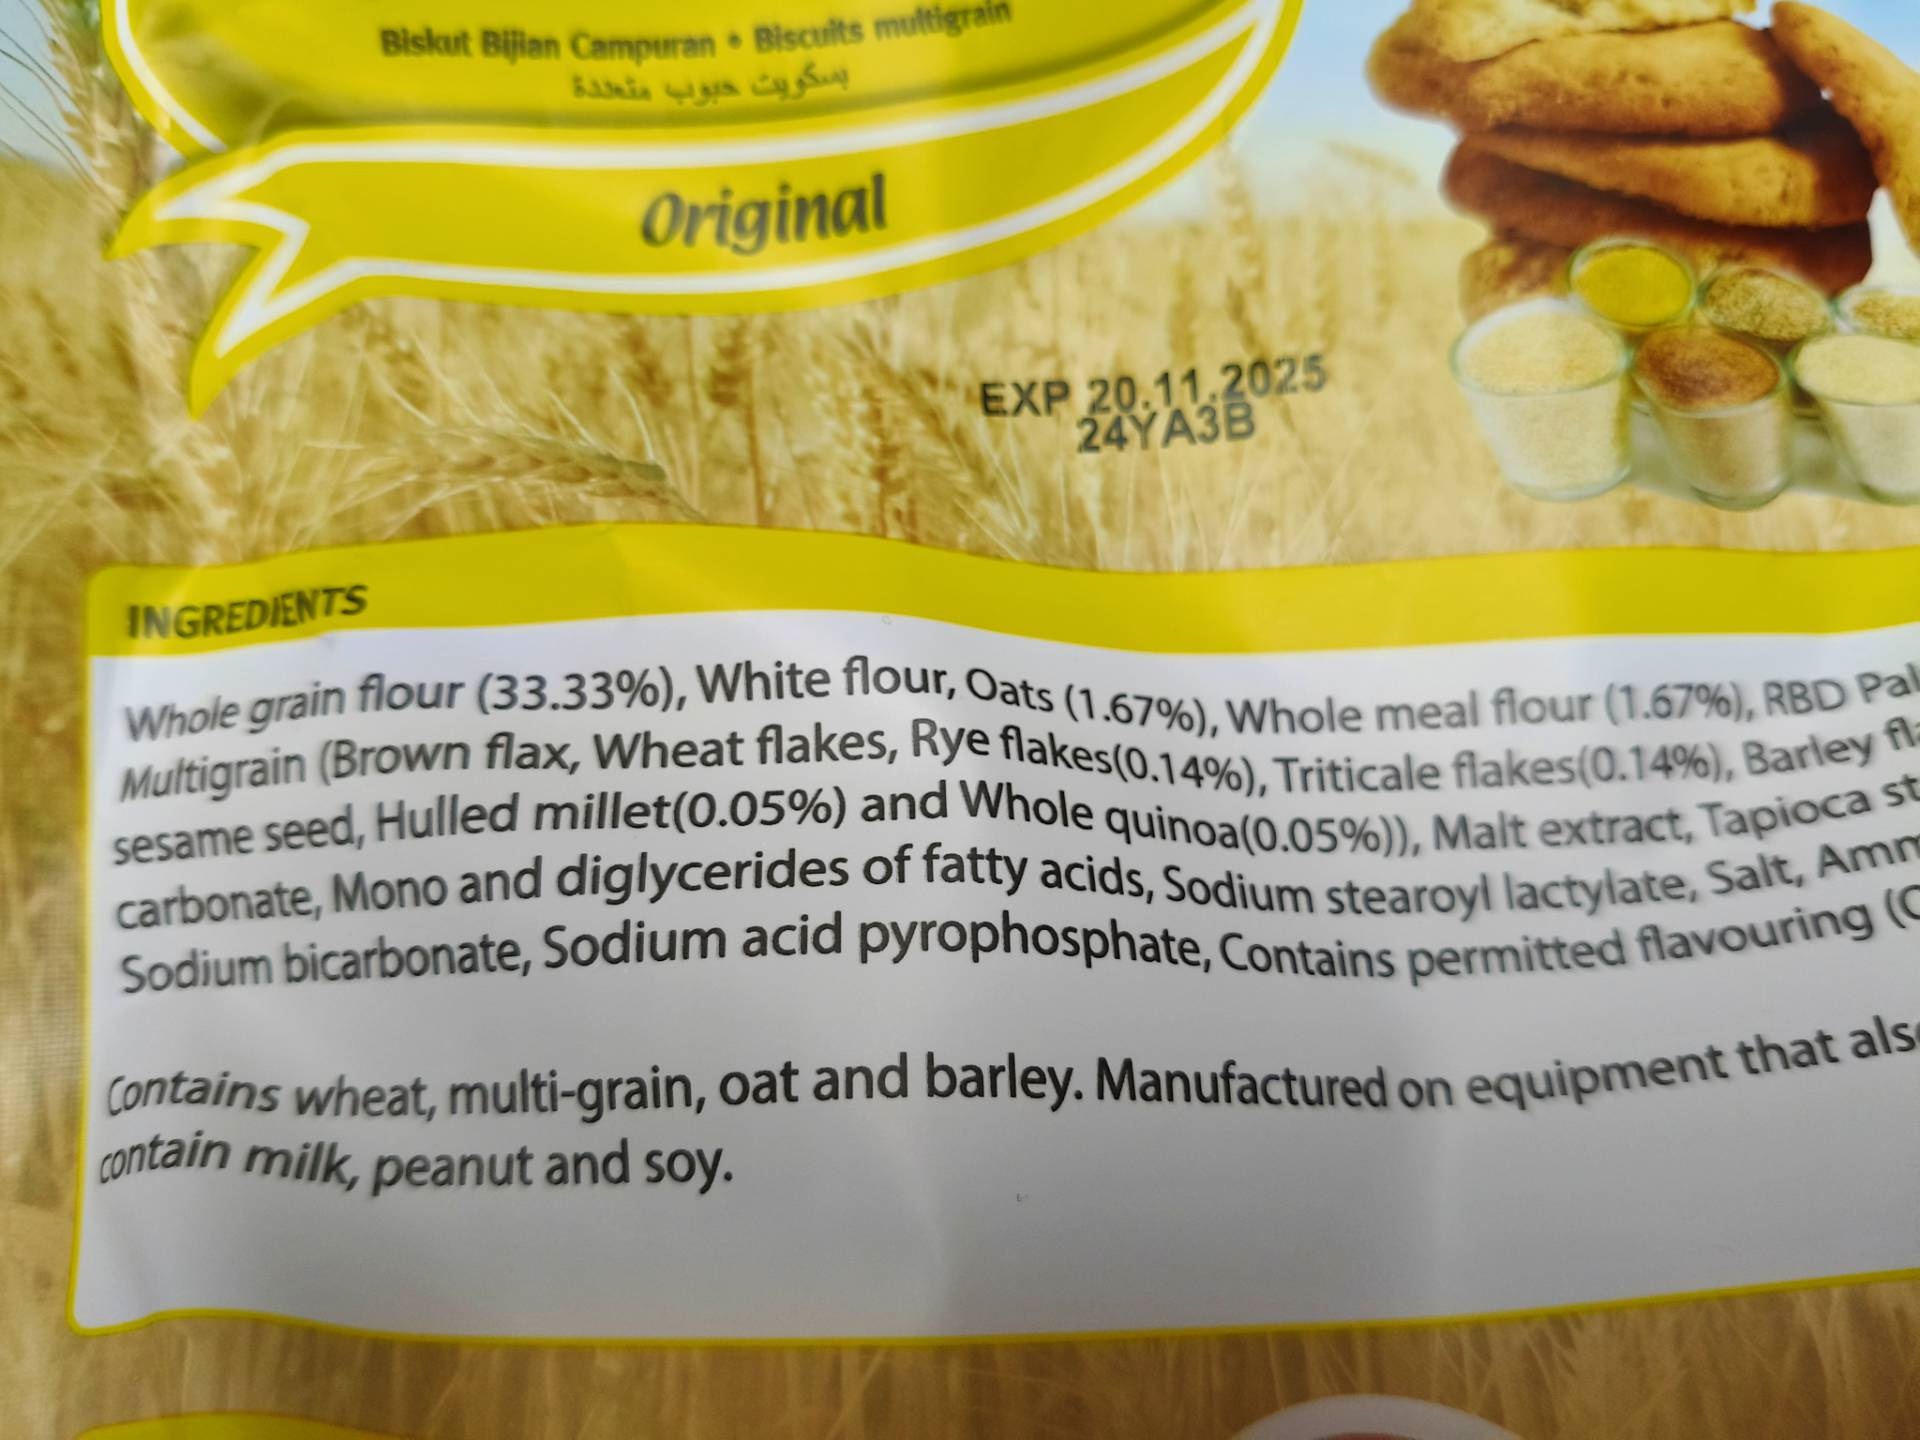 Biskut Bijian Campuran • Biscuits multigrain
بسكويت حبوب متعددة
Original
EXP 20.11.2025
24YA3B
INGREDIENTS
Whole grain flour (33.33%), White flour, Oats (1.67%), Whole meal flour (1.67%), RBD Pal
Multigrain (Brown flax, Wheat flakes, Rye flakes(0.14%), Triticale flakes(0.14%), Barley fla
sesame seed, Hulled millet(0.05%) and Whole quinoa(0.05%)), Malt extract, Tapioca st
carbonate, Mono and diglycerides of fatty acids, Sodium stearoyl lactylate, Salt, Amm
Sodium bicarbonate, Sodium acid pyrophosphate, Contains permitted flavouring (C
Contains wheat, multi-grain, oat and barley. Manufactured on equipment that also
contain milk, peanut and soy.